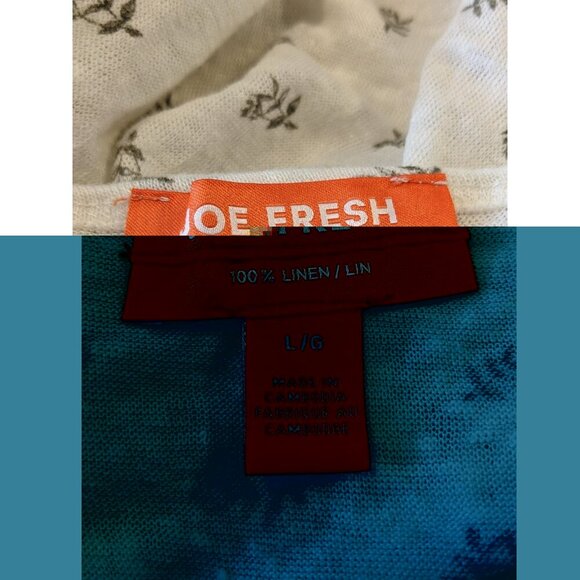 JOE FRESH
100% LINEN / LIN
L/G
MADE IN
CAMBODIA
FABRIQUÉ AU
CAMBODGE